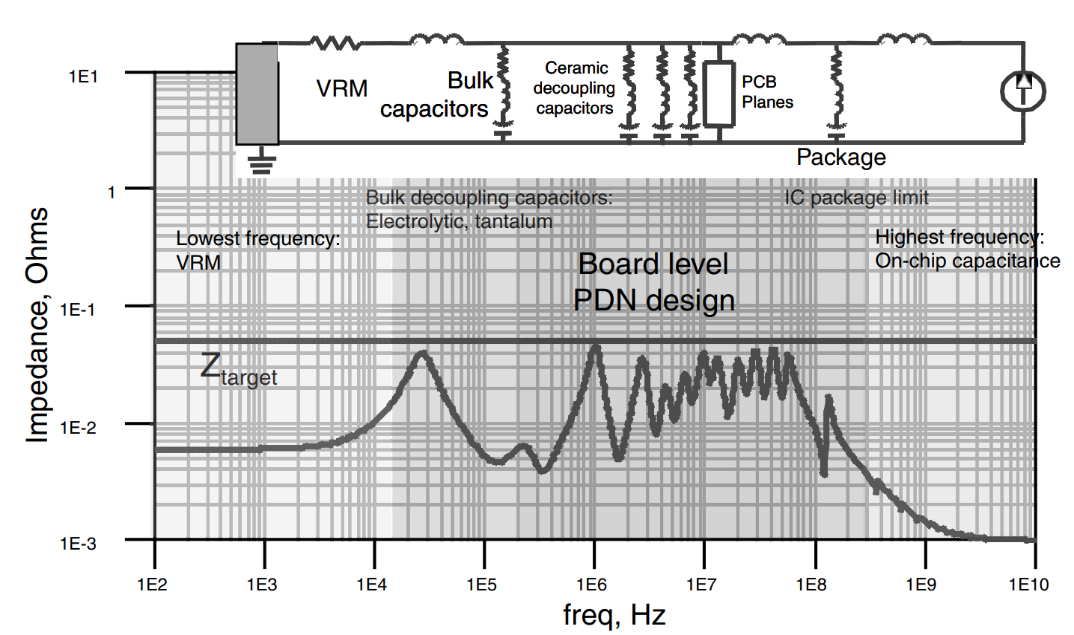 VRM
Bulk
capacitors
Ceramic
decoupling
capacitors
PCB
Planes
Package
1E1
1
1E-1
1E-2
1E-3
Impedance, Ohms
Bulk decoupling capacitors:
Electrolytic, tantalum
IC package limit
Lowest frequency:
VRM
Highest frequency:
On-chip capacitance
Board level
PDN design
Ztarget
1E2 1E3 1E4 1E5 1E6 1E7 1E8 1E9 1E10
freq, Hz